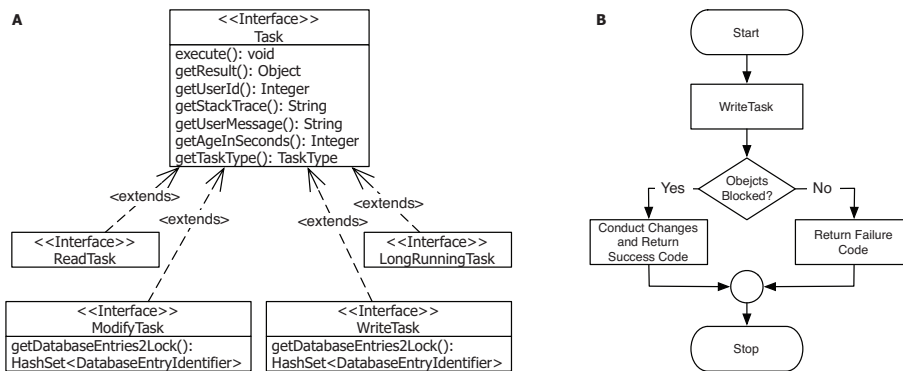 A
<<Interface>>
Task
execute(): void
getResult(): Object
getUserId(): Integer
getStackTrace(): String
getUserMessage(): String
getAgeInSeconds(): Integer
getTaskType(): TaskType
<extends>
<extends>
<extends>
<extends>
<<Interface>>
ReadTask
<<Interface>>
LongRunningTask
<<Interface>>
ModifyTask
getDatabaseEntries2Lock():
HashSet<DatabaseEntryIdentifier>
<<Interface>>
WriteTask
getDatabaseEntries2Lock():
HashSet<DatabaseEntryIdentifier>
B
Start
WriteTask
Obejcts
Blocked?
Yes
No
Conduct Changes
and Return
Success Code
Return Failure
Code
Stop